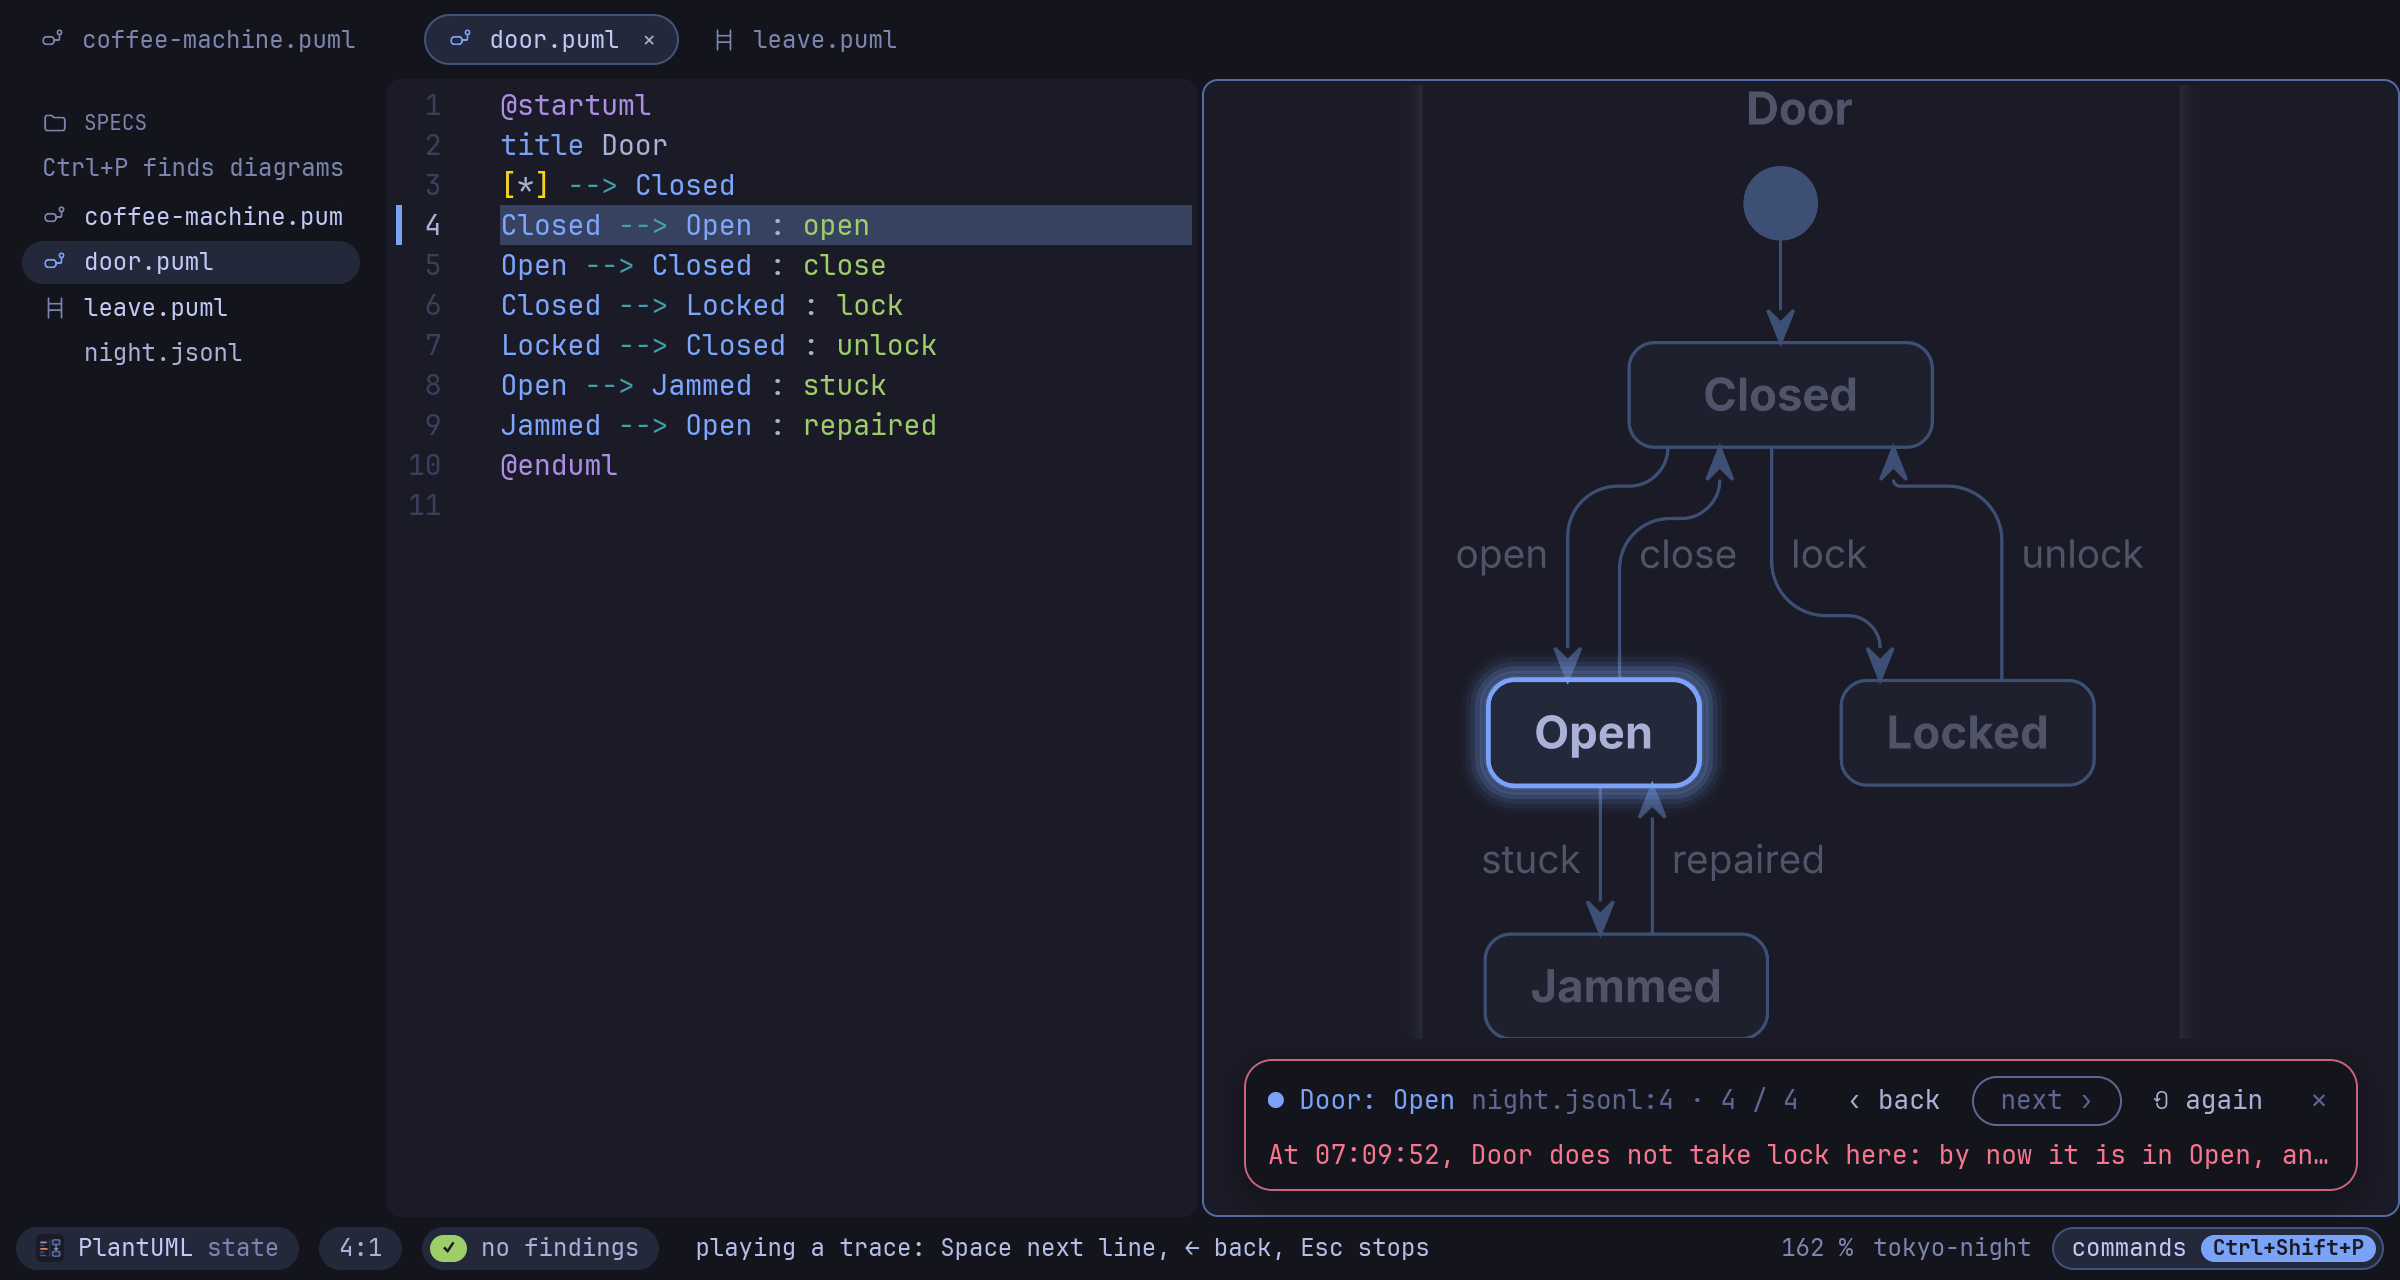 coffee-machine.puml
door.puml ×
leave.puml
SPECS
Ctrl+P finds diagrams
coffee-machine.pum
door.puml
leave.puml
night.jsonl
1 @startuml
2 title Door
3 [*] --> Closed
4 Closed --> Open : open
5 Open --> Closed : close
6 Closed --> Locked : lock
7 Locked --> Closed : unlock
8 Open --> Jammed : stuck
9 Jammed --> Open : repaired
10 @enduml
11
Door
Closed
open
close
lock
unlock
Open
Locked
stuck
repaired
Jammed
Door: Open night.jsonl:4 · 4 / 4 ‹ back next › again ×
At 07:09:52, Door does not take lock here: by now it is in Open, an…
PlantUML state 4:1 no findings playing a trace: Space next line, ← back, Esc stops 162 % tokyo-night commands Ctrl+Shift+P